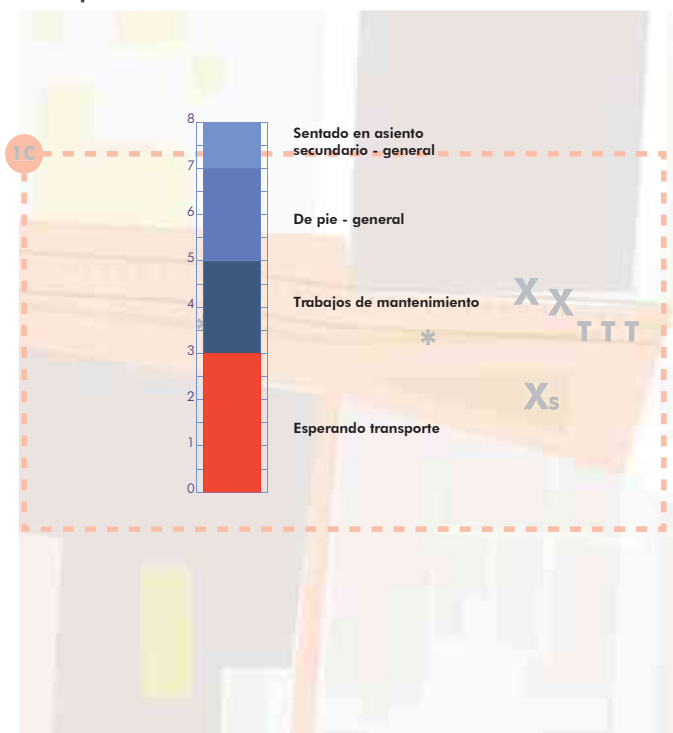 8
Sentado en asiento
secundario - general
1C
7
6
De pie - general
5
4
Trabajos de mantenimiento
X X
T T T
*
*
3
2
Xs
Esperando transporte
1
0